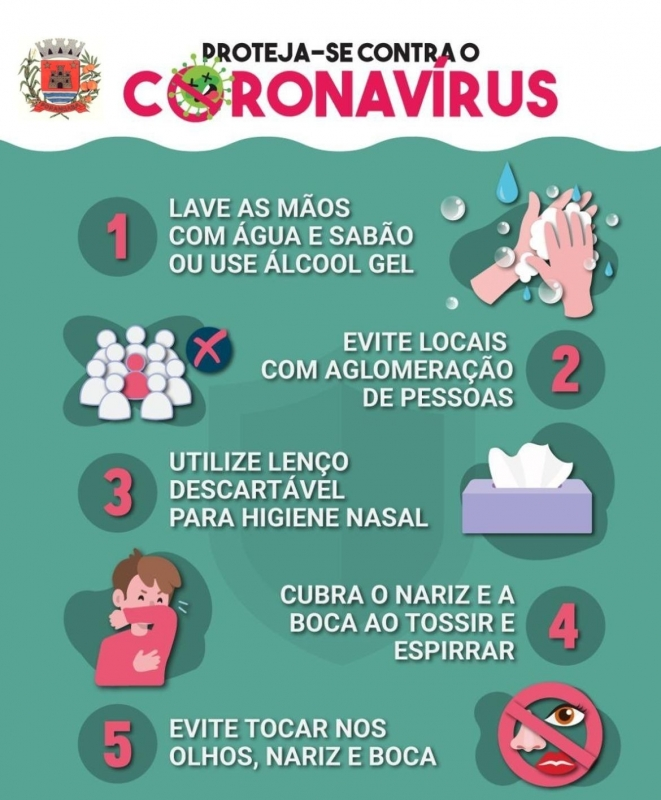 PROTEJA-SE CONTRA O
CORONAVÍRUS
1
LAVE AS MÃOS
COM ÁGUA E SABÃO
OU USE ÁLCOOL GEL
EVITE LOCAIS
COM AGLOMERAÇÃO
DE PESSOAS
2
3
UTILIZE LENÇO
DESCARTÁVEL
PARA HIGIENE NASAL
CUBRA O NARIZ E A
BOCA AO TOSSIR E
ESPIRRAR
4
5
EVITE TOCAR NOS
OLHOS, NARIZ E BOCA